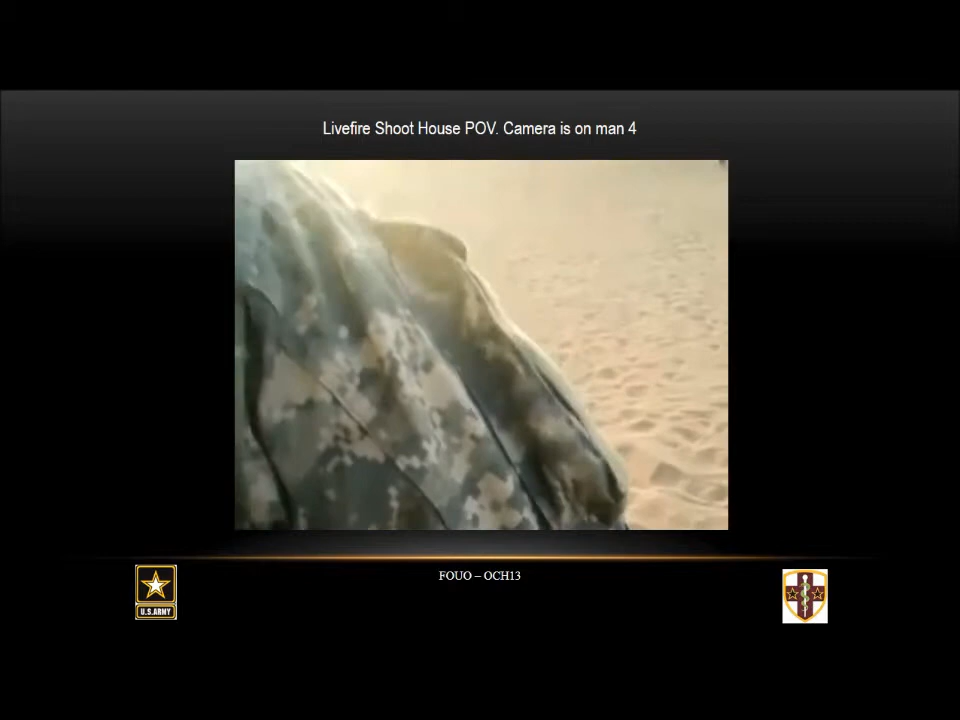 Livefire Shoot House POV. Camera is on man 4
FOUO – OCH13
U.S.ARMY